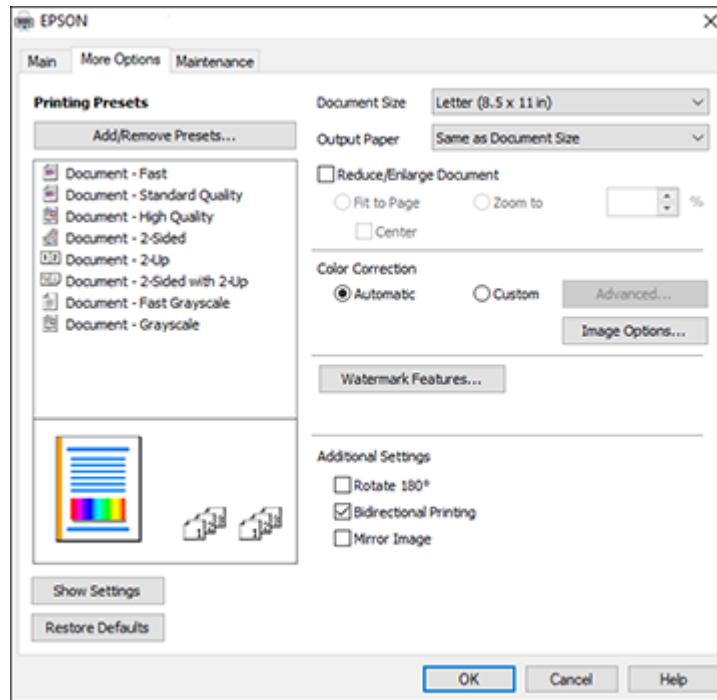 EPSON
Main
More Options
Maintenance
Printing Presets
Add/Remove Presets...
Document - Fast
Document - Standard Quality
Document - High Quality
Document - 2-Sided
Document - 2-Up
Document - 2-Sided with 2-Up
Document - Fast Grayscale
Document - Grayscale
Show Settings
Restore Defaults
Document Size
Letter (8.5 x 11 in)
Output Paper
Same as Document Size
Reduce/Enlarge Document
Fit to Page
Zoom to
%
Center
Color Correction
Automatic
Custom
Advanced...
Image Options...
Watermark Features...
Additional Settings
Rotate 180°
Bidirectional Printing
Mirror Image
OK
Cancel
Help